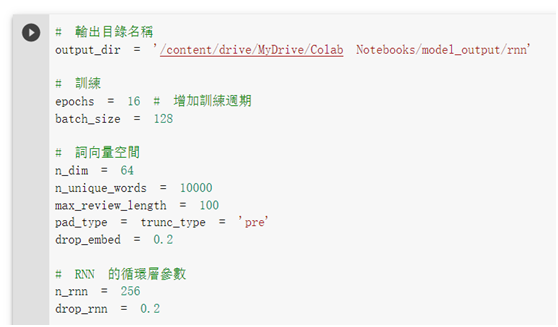 # 輸出目錄名稱
output_dir = '/content/drive/MyDrive/Colab Notebooks/model_output/rnn'
# 訓練
epochs = 16 # 增加訓練週期
batch_size = 128
# 詞向量空間
n_dim = 64
n_unique_words = 10000
max_review_length = 100
pad_type = trunc_type = 'pre'
drop_embed = 0.2
# RNN 的循環層參數
n_rnn = 256
drop_rnn = 0.2